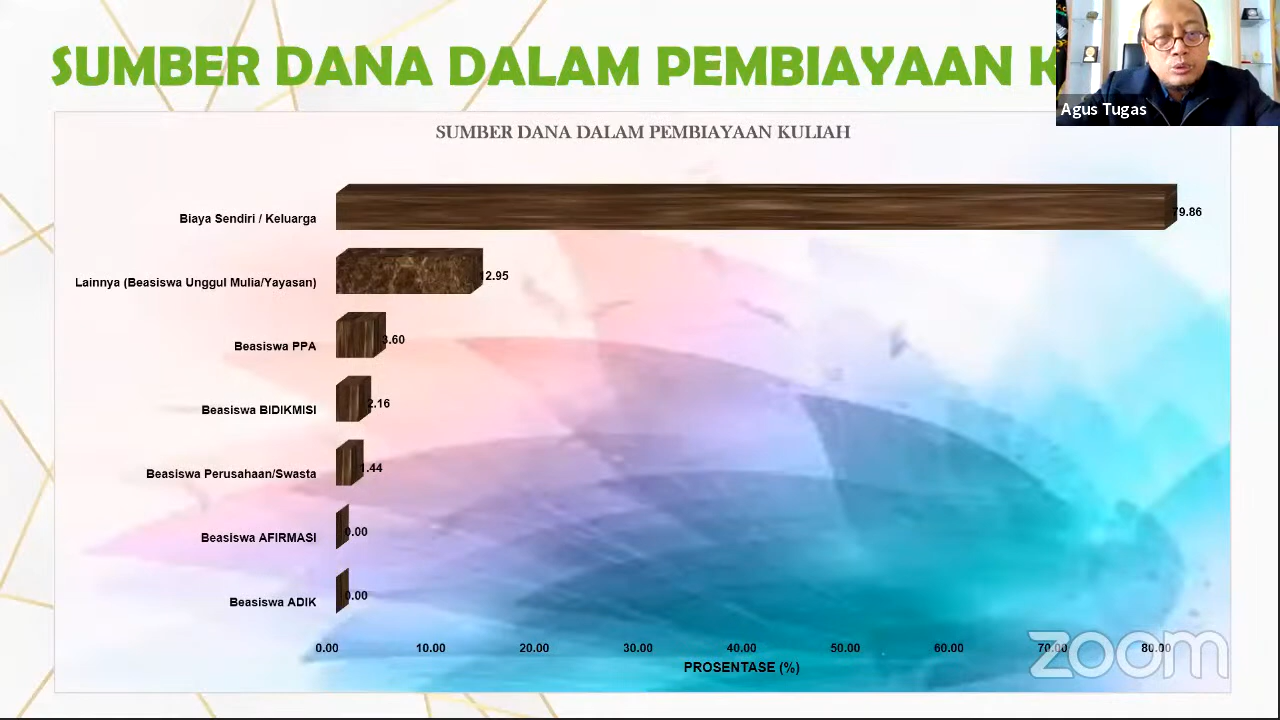 SUMBER DANA DALAM PEMBIAYAAN
Agus Tugas
SUMBER DANA DALAM PEMBIAYAAN KULIAH
Biaya Sendiri / Keluarga 79.86
Lainnya (Beasiswa Unggul Mulia/Yayasan) 12.95
Beasiswa PPA 3.60
Beasiswa BIDIKMISI 2.16
Beasiswa Perusahaan/Swasta 1.44
Beasiswa AFIRMASI 0.00
Beasiswa ADIK 0.00
0.00 10.00 20.00 30.00 40.00 50.00 60.00 70.00 80.00
PROSENTASE (%)
zoom